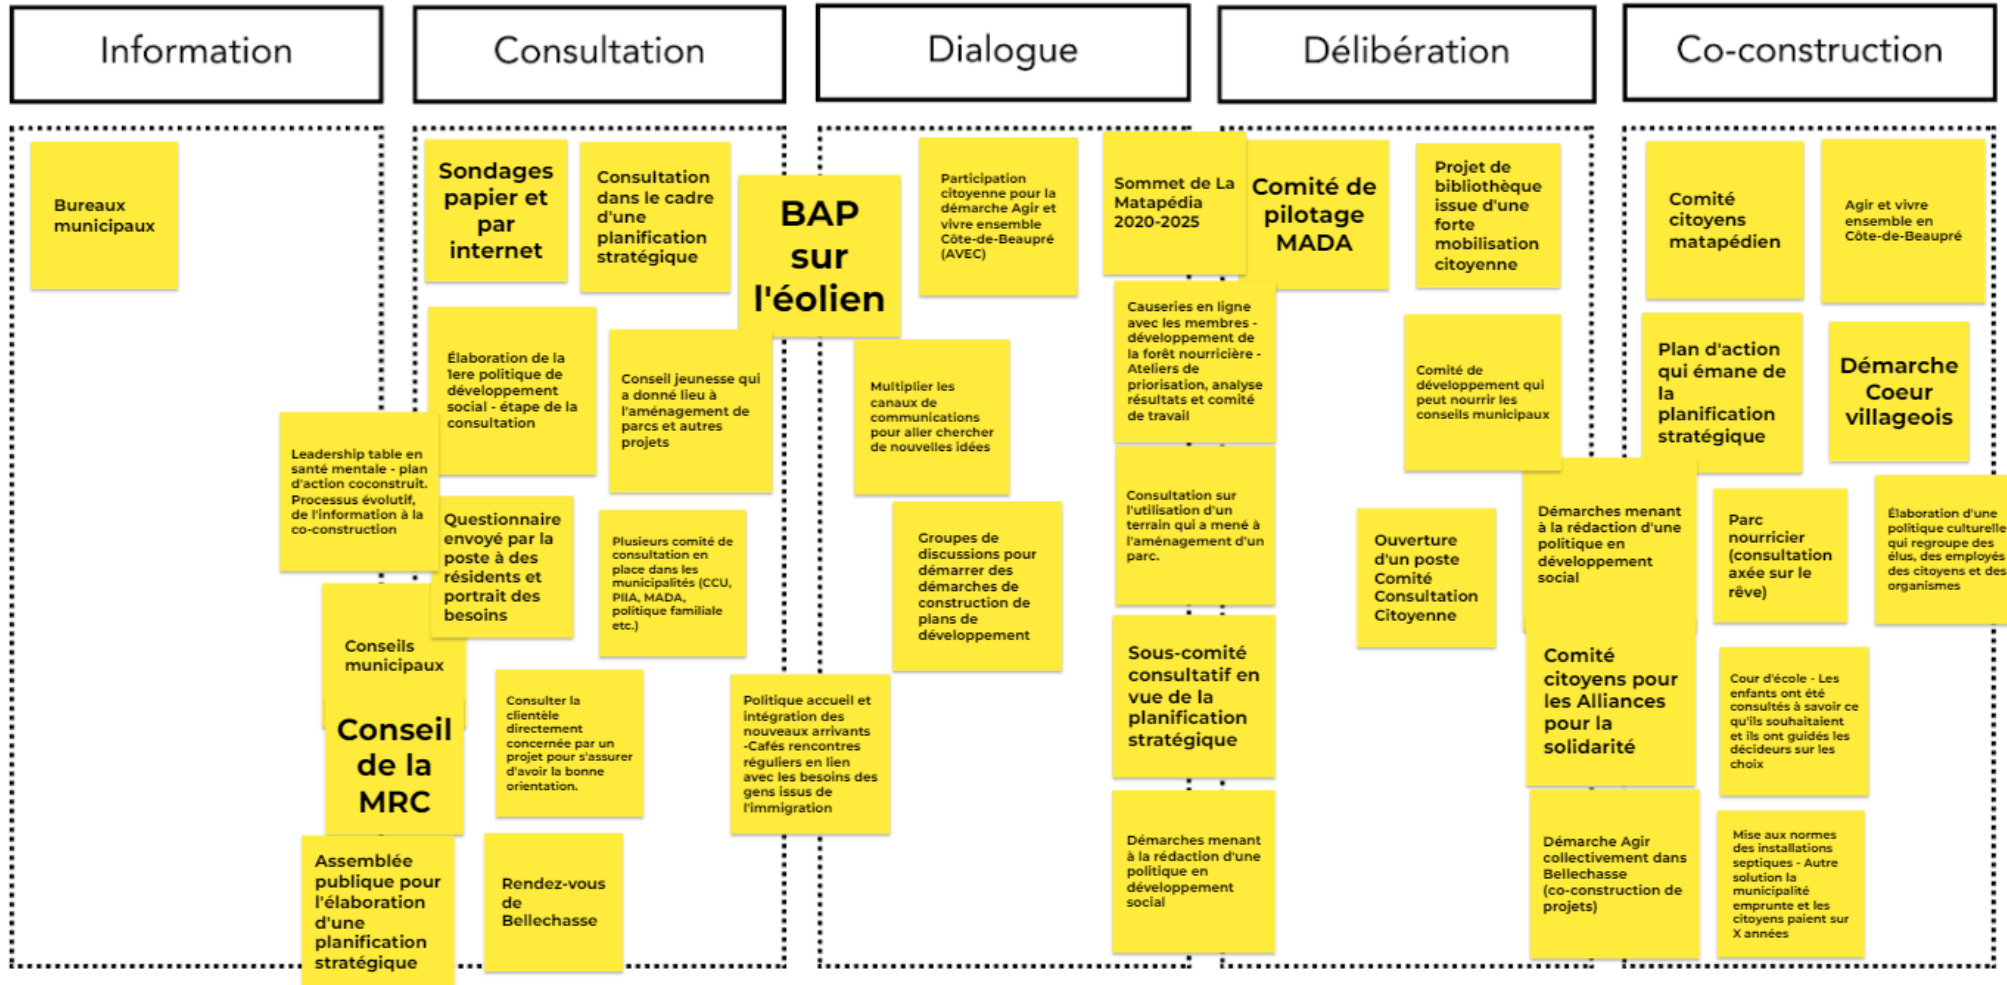 Information
Consultation
Dialogue
Délibération
Co-construction
Bureaux
municipaux
Leadership table en
santé mentale - plan
d'action coconstruit.
Processus évolutif,
de l'information à la
co-construction
Conseils
municipaux
Conseil
de la
MRC
Assemblée
publique pour
l'élaboration
d'une
planification
stratégique
Sondages
papier et
par
internet
Consultation
dans le cadre
d'une
planification
stratégique
Élaboration de la
1ere politique de
développement
social - étape de la
consultation
Conseil jeunesse qui
a donné lieu à
l'aménagement de
parcs et autres
projets
Questionnaire
envoyé par la
poste à des
résidents et
portrait des
besoins
Plusieurs comité de
consultation en
place dans les
municipalités (CCU,
PIIA, MADA,
politique familiale
etc.)
Consulter la
clientèle
directement
concernée par un
projet pour s'assurer
d'avoir la bonne
orientation.
Rendez-vous
de
Bellechasse
BAP
sur
l'éolien
Politique accueil et
intégration des
nouveaux arrivants
-Cafés rencontres
réguliers en lien
avec les besoins des
gens issus de
l'immigration
Participation
citoyenne pour la
démarche Agir et
vivre ensemble
Côte-de-Beaupré
(AVEC)
Multiplier les
canaux de
communications
pour aller chercher
de nouvelles idées
Groupes de
discussions pour
démarrer des
démarches de
construction de
plans de
développement
Sommet de La
Matapédia
2020-2025
Causeries en ligne
avec les membres -
développement de
la forêt nourricière -
Ateliers de
priorisation, analyse
résultats et comité
de travail
Consultation sur
l'utilisation d'un
terrain qui a mené à
l'aménagement d'un
parc.
Sous-comité
consultatif en
vue de la
planification
stratégique
Démarches menant
à la rédaction d'une
politique en
développement
social
Comité de
pilotage
MADA
Projet de
bibliothèque
issue d'une
forte
mobilisation
citoyenne
Comité de
développement qui
peut nourrir les
conseils municipaux
Ouverture
d'un poste
Comité
Consultation
Citoyenne
Démarches menant
à la rédaction d'une
politique en
développement
social
Comité
citoyens pour
les Alliances
pour la
solidarité
Démarche Agir
collectivement dans
Bellechasse
(co-construction de
projets)
Comité
citoyens
matapédien
Agir et vivre
ensemble en
Côte-de-Beaupré
Plan d'action
qui émane de
la
planification
stratégique
Démarche
Coeur
villageois
Parc
nourricier
(consultation
axée sur le
rêve)
Élaboration d'une
politique culturelle
qui regroupe des
élus, des employés
des citoyens et des
organismes
Cour d'école - Les
enfants ont été
consultés à savoir ce
qu'ils souhaitaient
et ils ont guidés les
décideurs sur les
choix
Mise aux normes
des installations
septiques - Autre
solution la
municipalité
emprunte et les
citoyens paient sur
X années